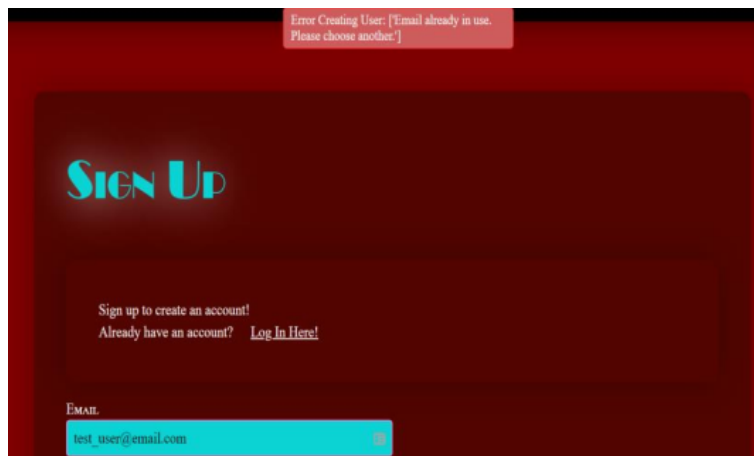 Error Creating User: ['Email already in use.
Please choose another.']
Sign Up
Sign up to create an account!
Already have an account? Log In Here!
Email
test_user@email.com